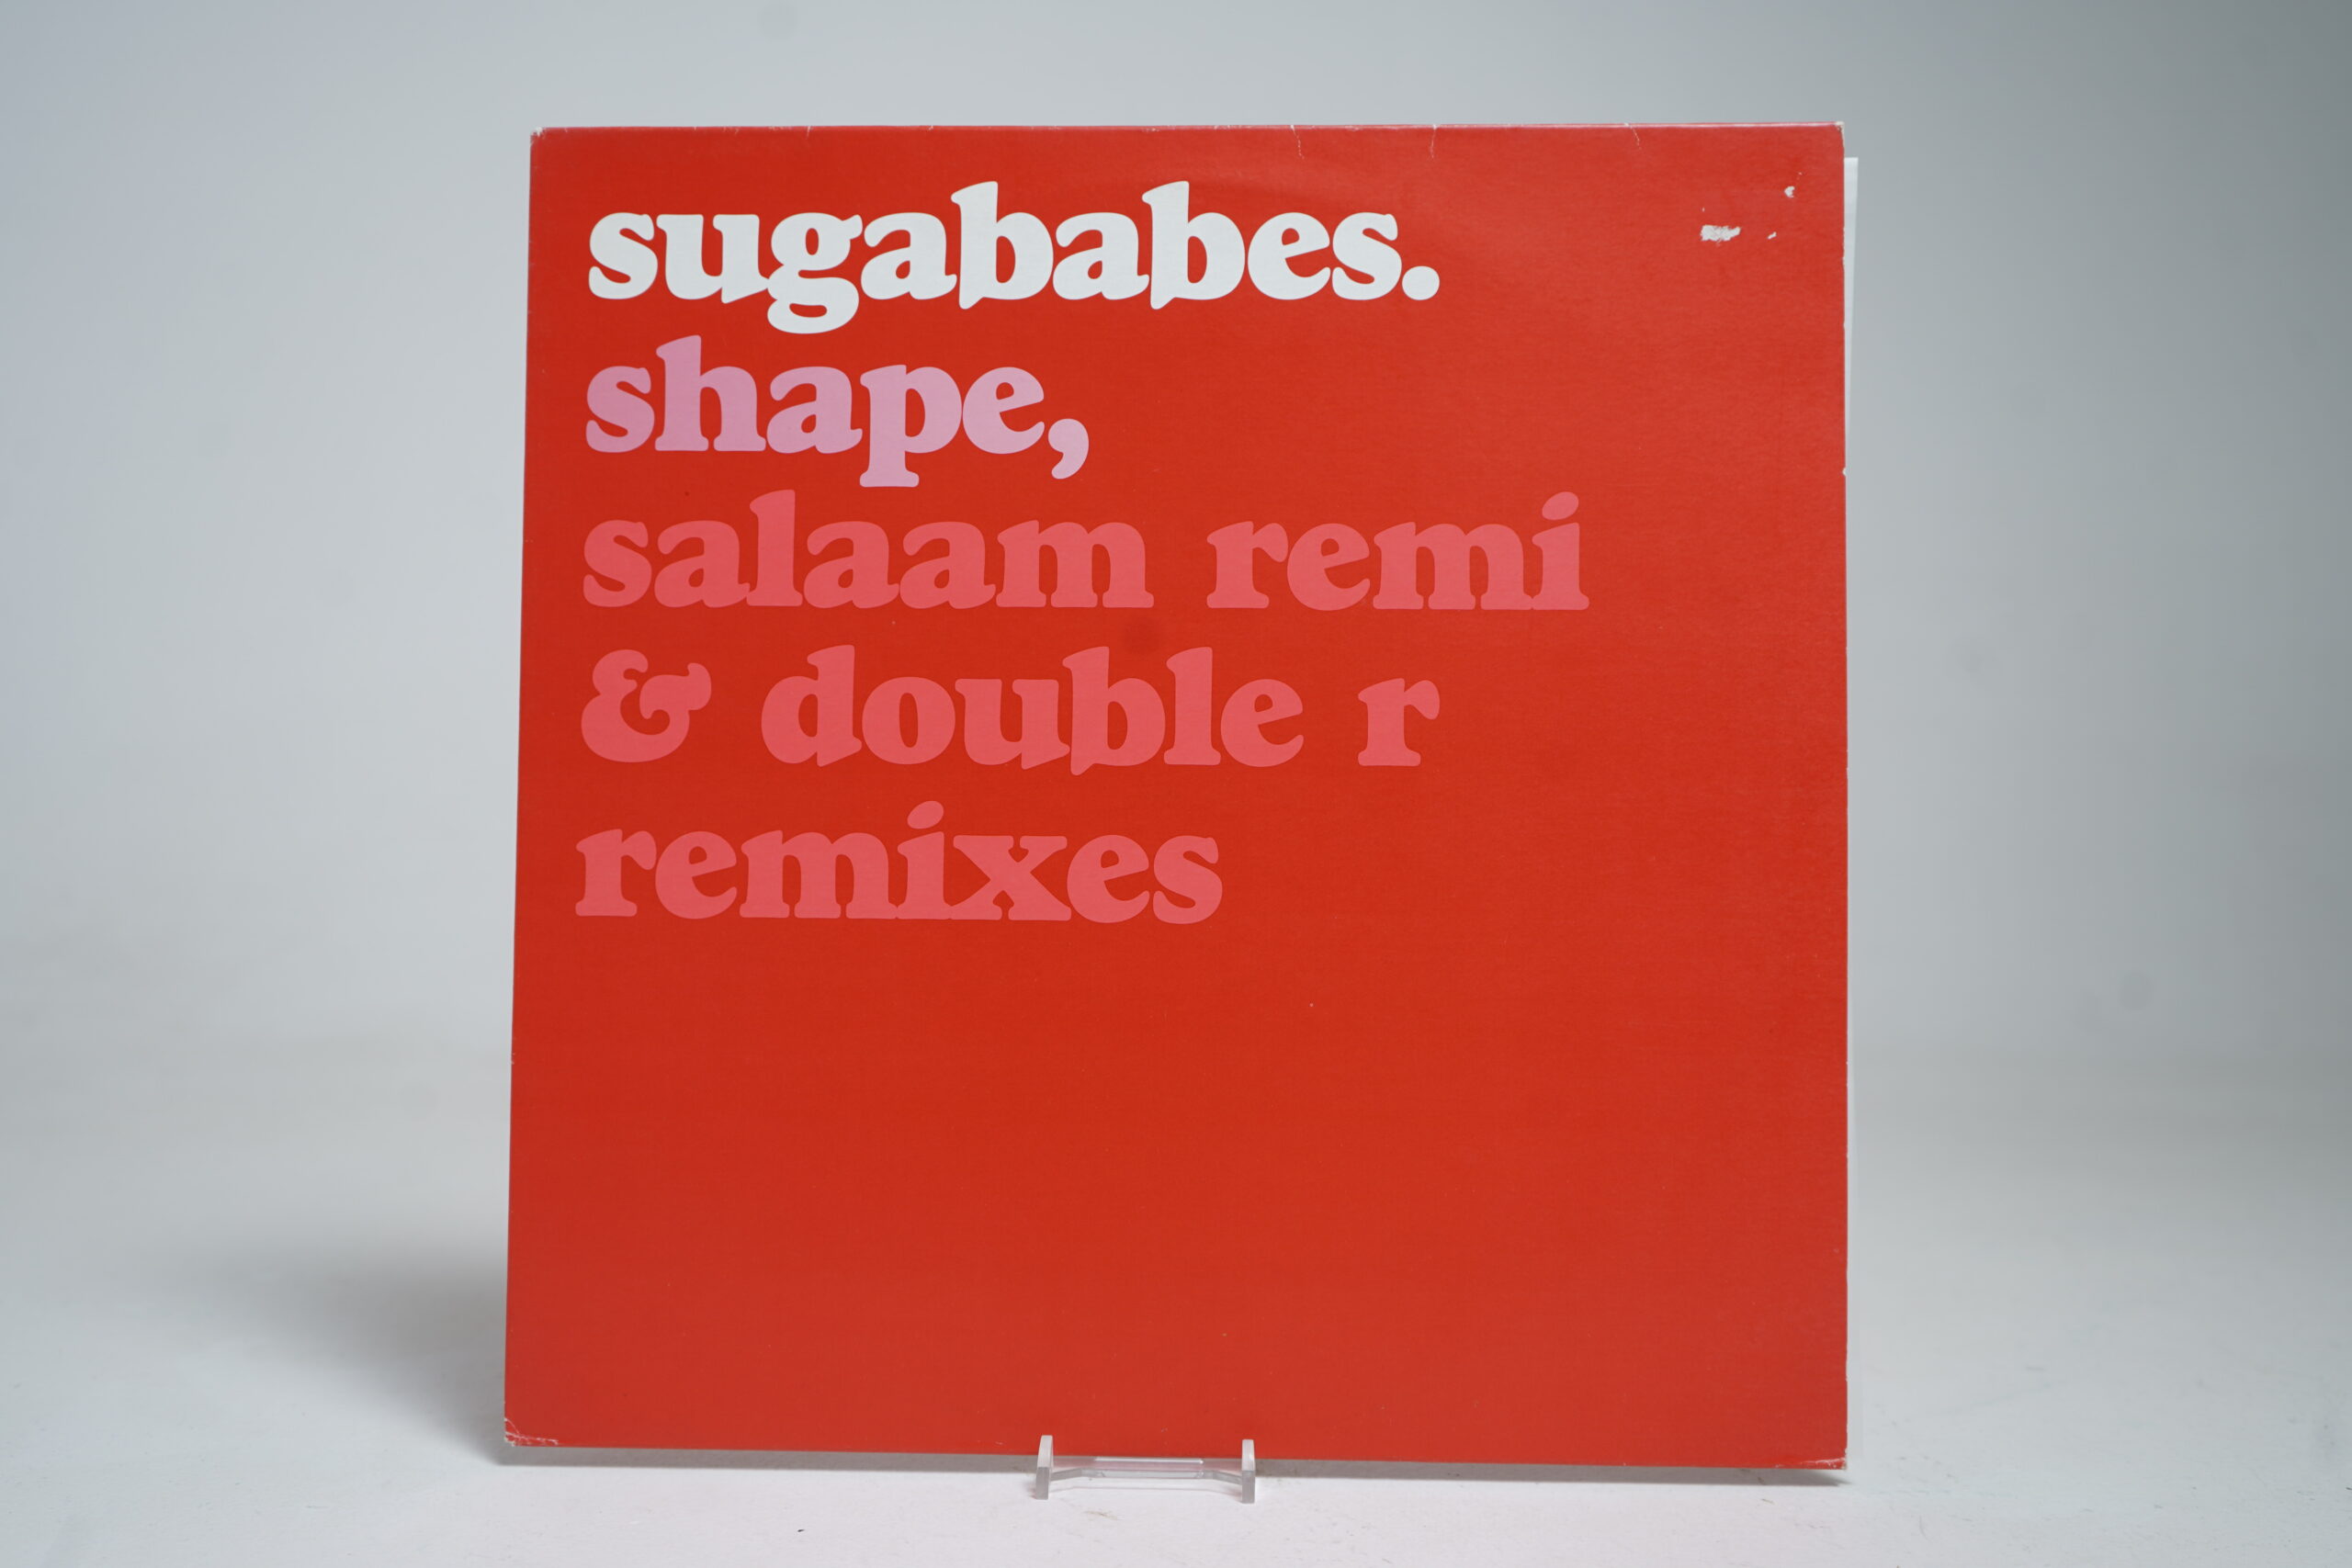 sugababes.
shape,
salaam remi
& double r
remixes